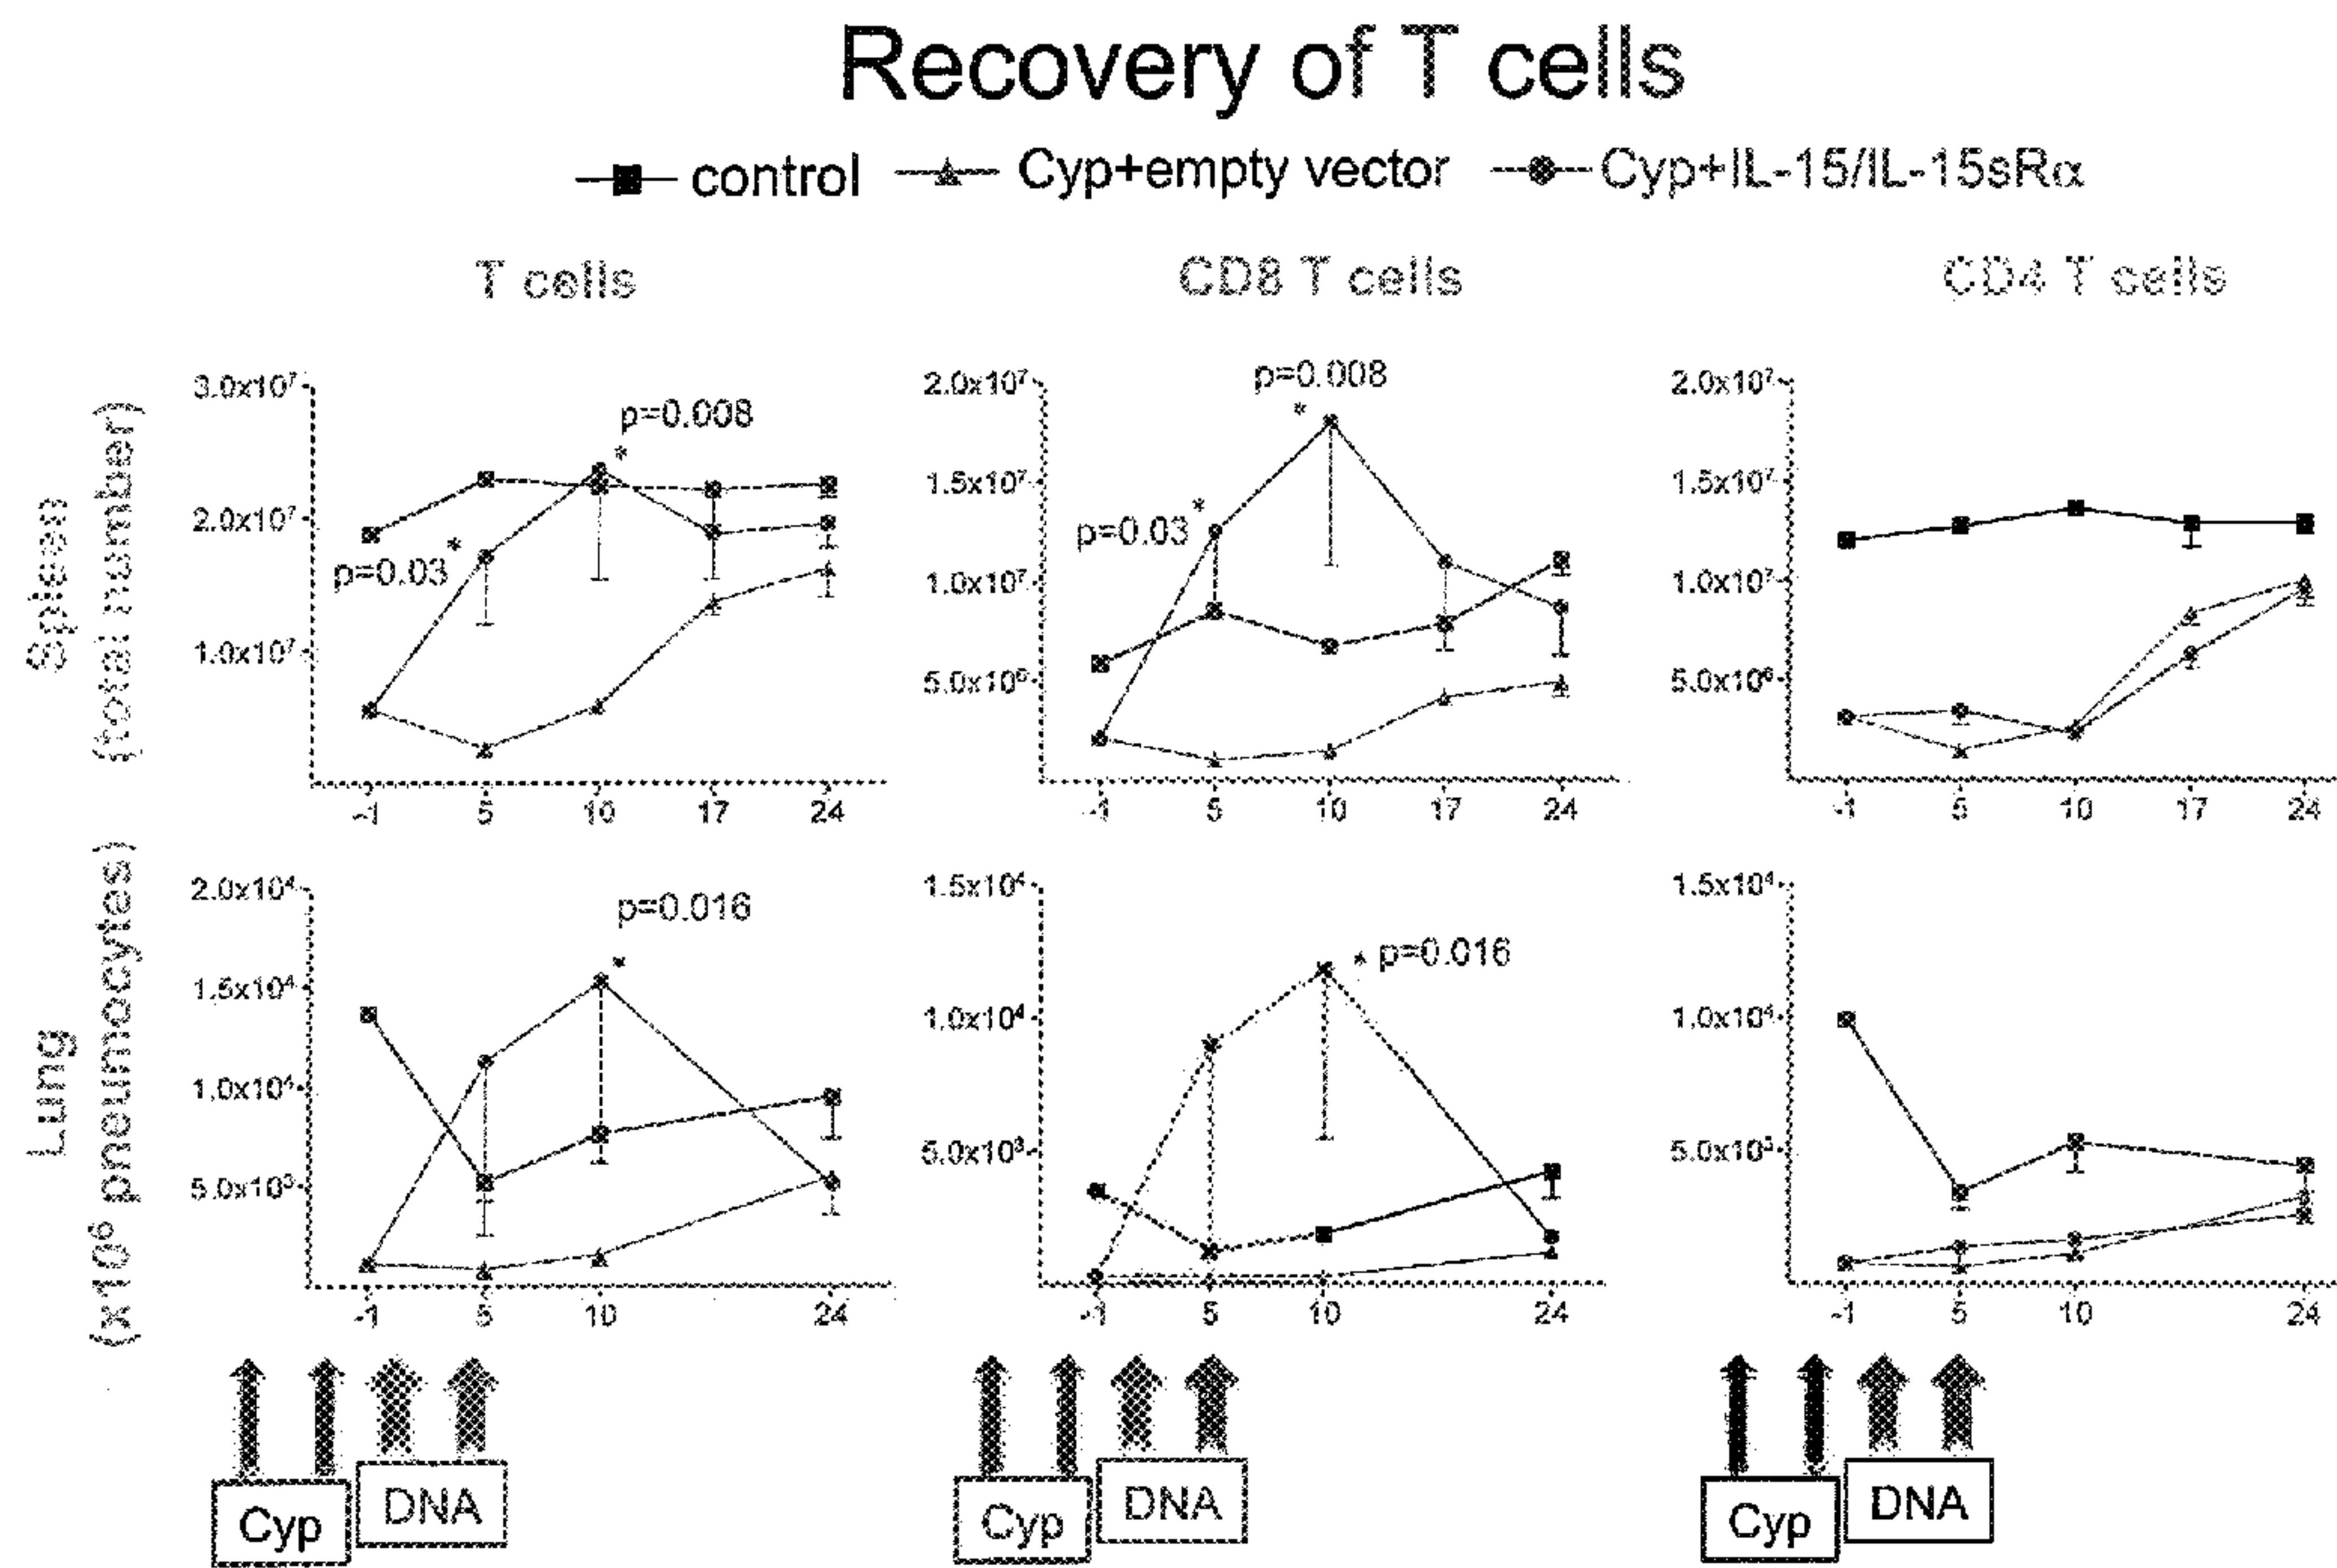 Recovery of T cells
control Cyp+empty vector Cyp+IL-15/IL-15sRα
T cells CD8 T cells CD4 T cells
Spleen
(total number)
3.0x10⁷
2.0x10⁷
1.0x10⁷
p=0.03*
* p=0.008
-1 5 10 17 24
2.0x10⁷
1.5x10⁷
1.0x10⁷
5.0x10⁶
p=0.03*
p=0.008
*
-1 5 10 17 24
2.0x10⁷
1.5x10⁷
1.0x10⁷
5.0x10⁶
-1 5 10 17 24
Lung
(x10⁶ pneumocytes)
2.0x10⁴
1.5x10⁴
1.0x10⁴
5.0x10³
p=0.016
*
-1 5 10 24
1.5x10⁴
1.0x10⁴
5.0x10³
* p=0.016
-1 5 10 24
1.5x10⁴
1.0x10⁴
5.0x10³
-1 5 10 24
Cyp DNA
Cyp DNA
Cyp DNA